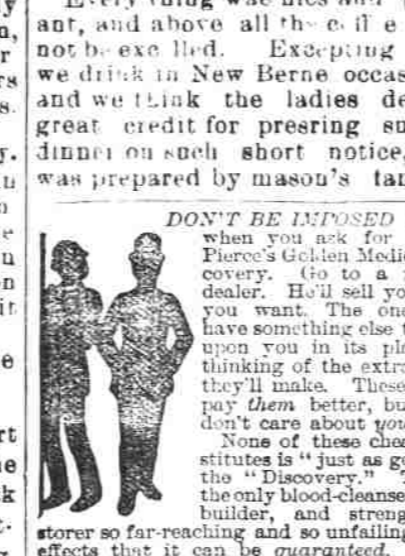 ant, and above all the
not be Excepting
we drink in New Berne occas
and we think the ladies de
great credit for presring su
dinner on such short notice,
was prepared by mason's
DON'T BE IMPOSED
when you ask for
Pierce's Golden Medic
covery. Go to a
dealer. He'll sell yo
you want. The one
have something else t
upon you in its pl
thinking of the extr
they'll make. These
pay them better, bu
don't care about you
None of these chea
stitutes is "just as go
the "Discovery."
the only blood-cleanse
builder, and streng
storer so far-reaching and so unfailing
effects that it can be guaranteed.